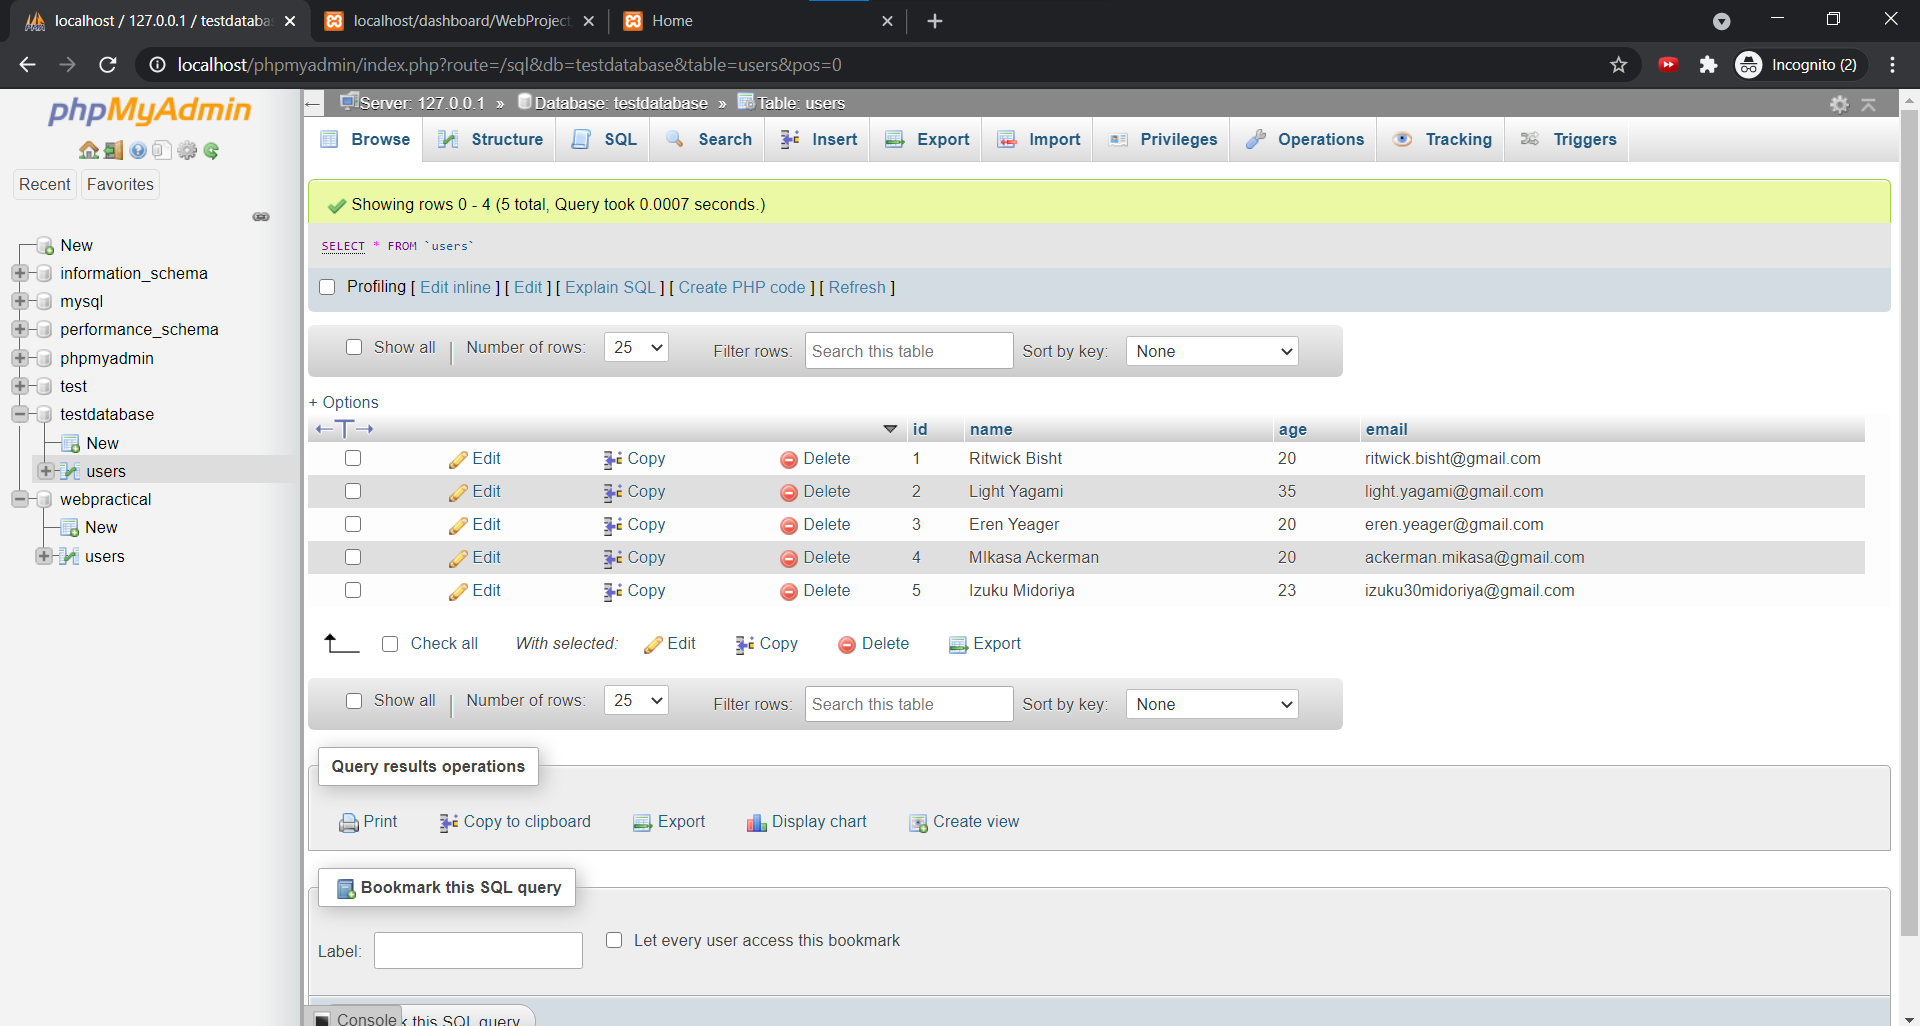 localhost / 127.0.0.1 / testdataba
localhost/dashboard/WebProject
Home
localhost/phpmyadmin/index.php?route=/sql&db=testdatabase&table=users&pos=0
Incognito (2)
phpMyAdmin
Recent
Favorites
New
information_schema
mysql
performance_schema
phpmyadmin
test
testdatabase
New
users
webpractical
New
users
Server: 127.0.0.1 » Database: testdatabase » Table: users
Browse Structure SQL Search Insert Export Import Privileges Operations Tracking Triggers
Showing rows 0 - 4 (5 total, Query took 0.0007 seconds.)
SELECT * FROM `users`
Profiling [ Edit inline ] [ Edit ] [ Explain SQL ] [ Create PHP code ] [ Refresh ]
Show all | Number of rows: 25 Filter rows: Search this table Sort by key: None
+ Options
←T→ id name age email
Edit Copy Delete 1 Ritwick Bisht 20 ritwick.bisht@gmail.com
Edit Copy Delete 2 Light Yagami 35 light.yagami@gmail.com
Edit Copy Delete 3 Eren Yeager 20 eren.yeager@gmail.com
Edit Copy Delete 4 MIkasa Ackerman 20 ackerman.mikasa@gmail.com
Edit Copy Delete 5 Izuku Midoriya 23 izuku30midoriya@gmail.com
Check all With selected: Edit Copy Delete Export
Show all | Number of rows: 25 Filter rows: Search this table Sort by key: None
Query results operations
Print Copy to clipboard Export Display chart Create view
Bookmark this SQL query
Label: Let every user access this bookmark
Console k this SQL query